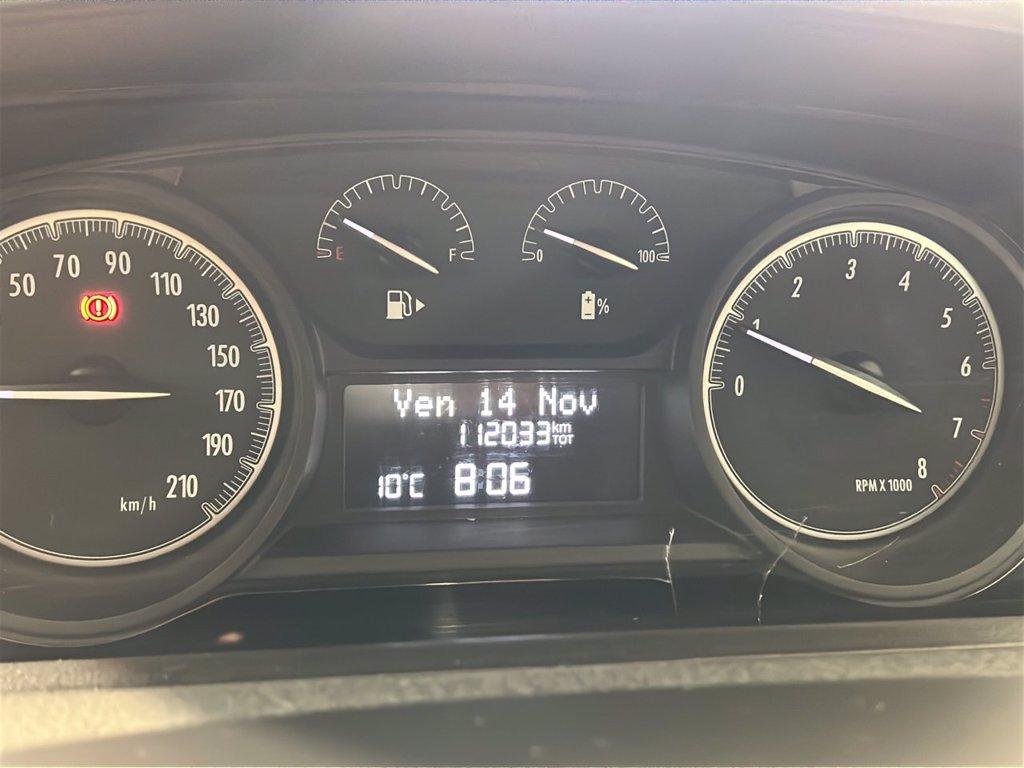 50 70 90 110 130 150 170 190 210
km/h
E F
0 100
%
0 1 2 3 4 5 6 7 8
RPM X 1000
Ven 14 Nov
112033 km TOT
10°C 8:06